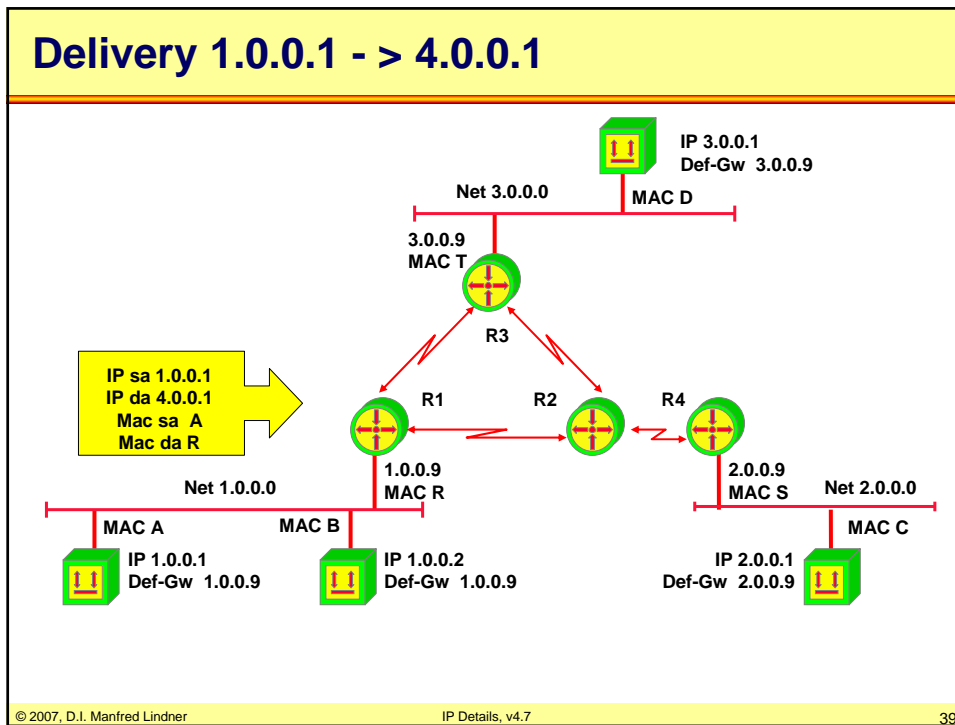 Delivery 1.0.0.1 - > 4.0.0.1
IP 3.0.0.1
Def-Gw 3.0.0.9
Net 3.0.0.0
MAC D
3.0.0.9
MAC T
R3
IP sa 1.0.0.1
IP da 4.0.0.1
Mac sa A
Mac da R
R1
R2
R4
1.0.0.9
MAC R
2.0.0.9
MAC S
Net 1.0.0.0
Net 2.0.0.0
MAC A
MAC B
MAC C
IP 1.0.0.1
Def-Gw 1.0.0.9
IP 1.0.0.2
Def-Gw 1.0.0.9
IP 2.0.0.1
Def-Gw 2.0.0.9
© 2007, D.I. Manfred Lindner
IP Details, v4.7
39